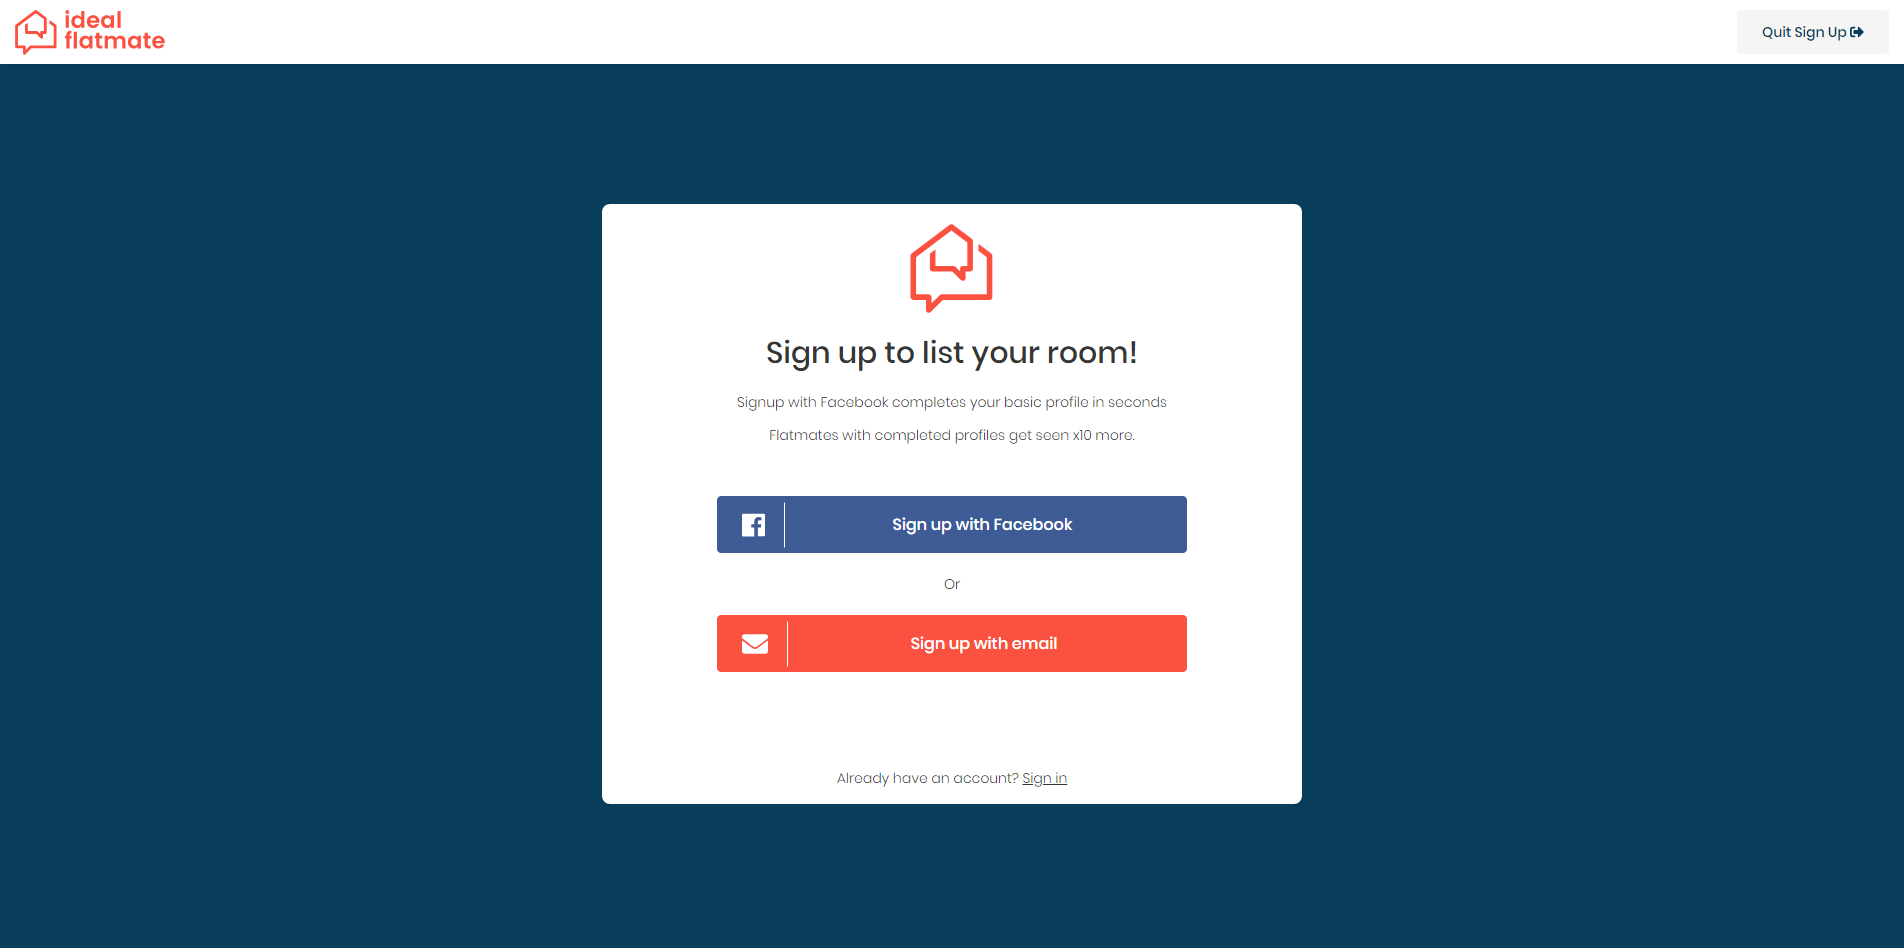 ideal
flatmate
Quit Sign Up
Sign up to list your room!
Signup with Facebook completes your basic profile in seconds
Flatmates with completed profiles get seen x10 more.
Sign up with Facebook
Or
Sign up with email
Already have an account? Sign in